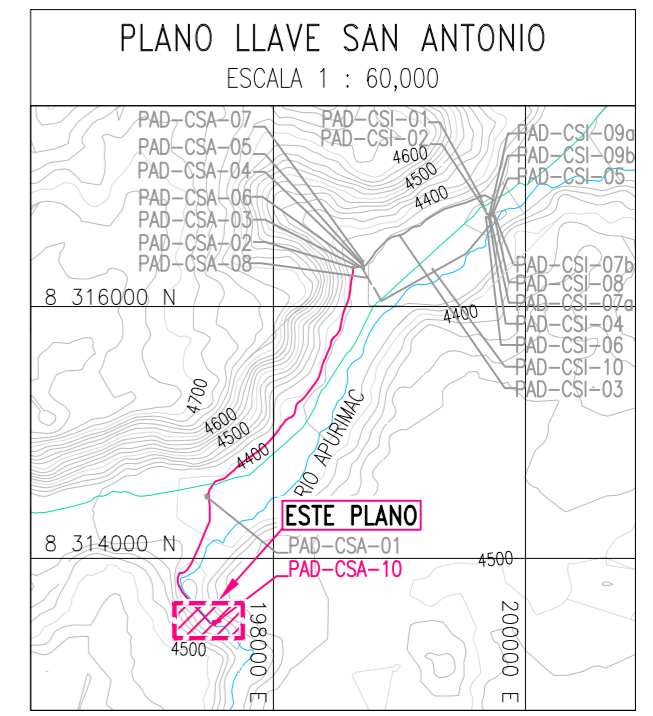 PLANO LLAVE SAN ANTONIO
ESCALA 1 : 60,000
PAD-CSA-07
PAD-CSA-05
PAD-CSA-04
PAD-CSA-06
PAD-CSA-03
PAD-CSA-02
PAD-CSA-08
PAD-CSI-01
PAD-CSI-02
4600
4500
4400
PAD-CSI-09a
PAD-CSI-09b
PAD-CSI-05
PAD-CSI-07b
PAD-CSI-08
PAD-CSI-07a
PAD-CSI-04
PAD-CSI-06
PAD-CSI-10
PAD-CSI-03
8 316000 N
4400
4700
4600
4500
4400
RIO APURIMAC
ESTE PLANO
8 314000 N
PAD-CSA-01
PAD-CSA-10
4500
4500
198000 E
200000 E